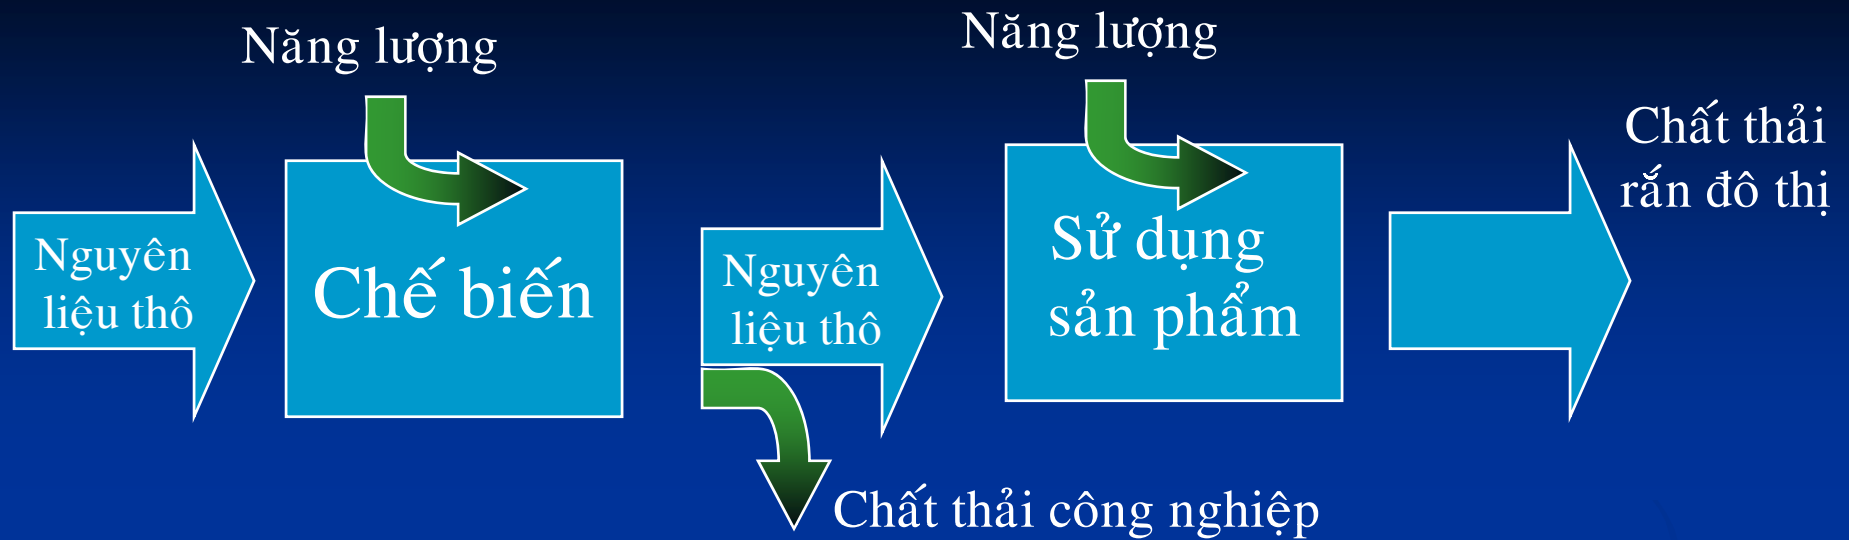 Năng lượng
Nguyên
liệu thô
Chế biến
Nguyên
liệu thô
Chất thải công nghiệp
Năng lượng
Sử dụng
sản phẩm
Chất thải
rắn đô thị